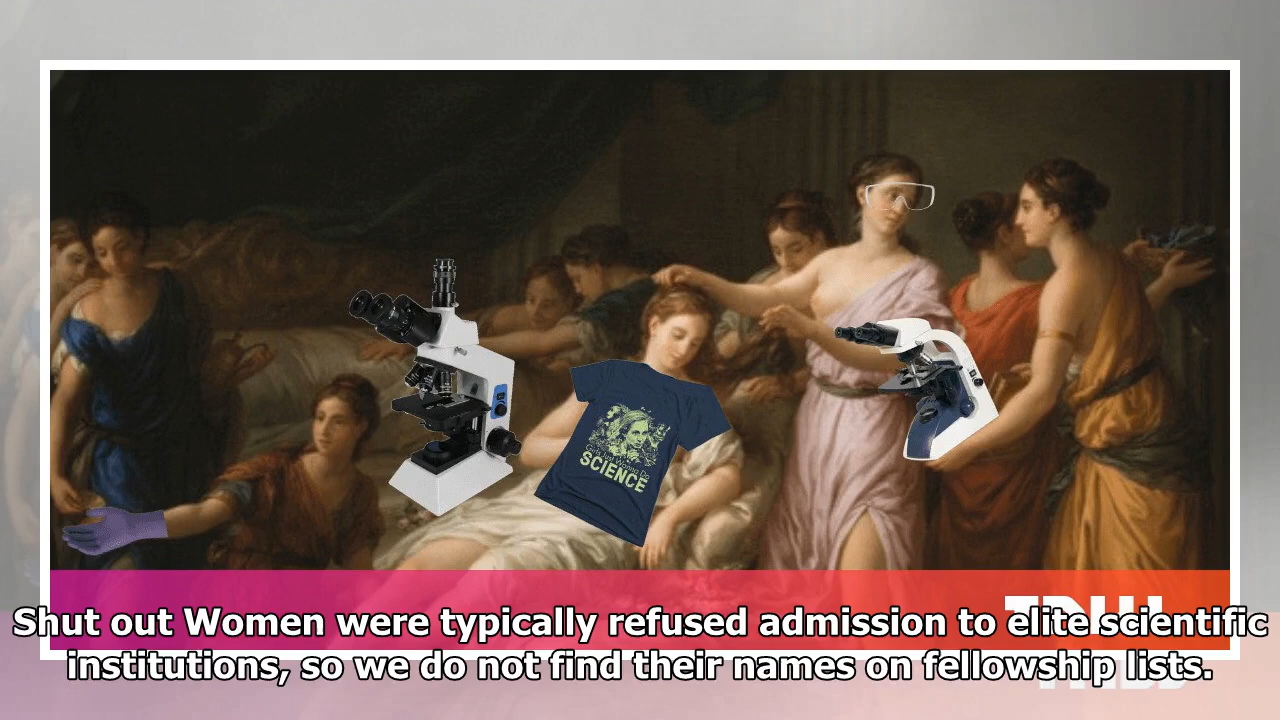 SCIENCE
Shut out Women were typically refused admission to elite scientific
institutions, so we do not find their names on fellowship lists.